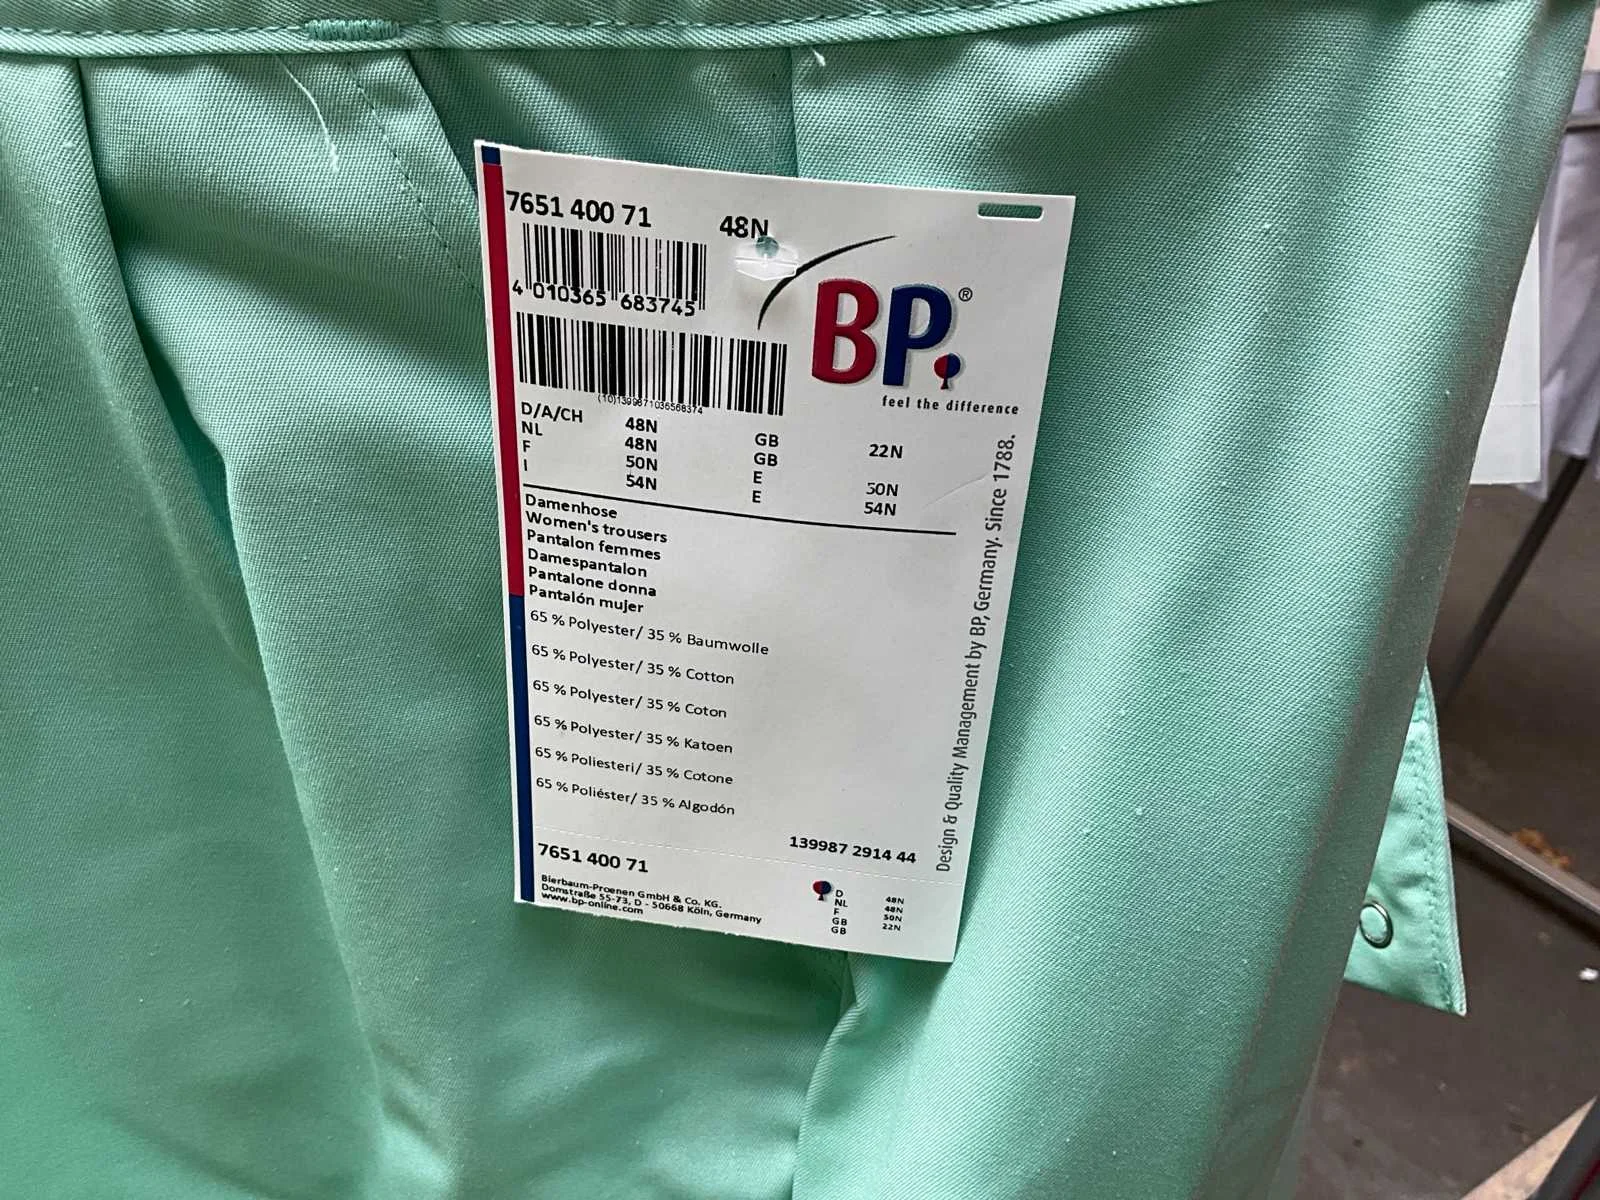 7651 400 71 48N
4 010365 683745
BP®
feel the difference
(10)1399871036568374
D/A/CH 48N GB 22N
NL 48N GB
F 50N E 50N
I 54N E 54N
Damenhose
Women's trousers
Pantalon femmes
Damespantalon
Pantalone donna
Pantalón mujer
65 % Polyester/ 35 % Baumwolle
65 % Polyester/ 35 % Cotton
65 % Polyester/ 35 % Coton
65 % Polyester/ 35 % Katoen
65 % Poliesteri/ 35 % Cotone
65 % Poliéster/ 35 % Algodón
Design & Quality Management by BP, Germany. Since 1788.
139987 2914 44
7651 400 71
Bierbaum-Proenen GmbH & Co. KG.
Domstraße 55-73, D - 50668 Köln, Germany
www.bp-online.com
D 48N
NL 48N
F 50N
GB 22N
GB